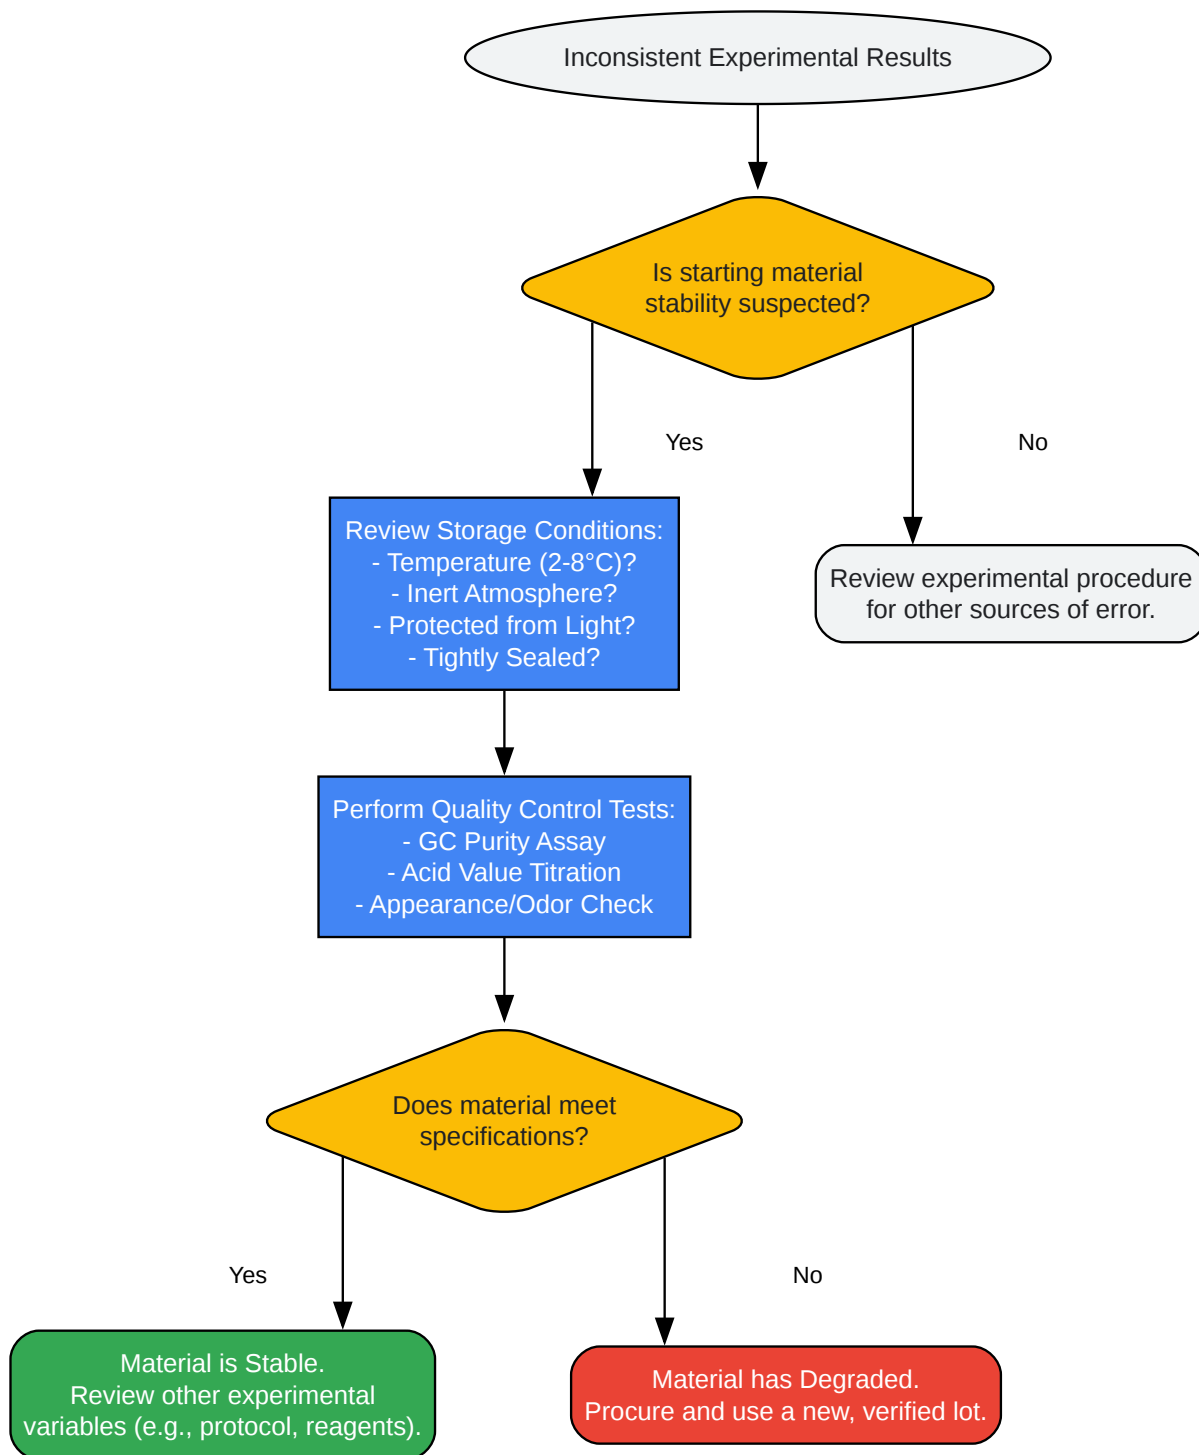 Inconsistent Experimental Results
Is starting material
stability suspected?
Yes
No
Review Storage Conditions:
- Temperature (2-8°C)?
- Inert Atmosphere?
- Protected from Light?
- Tightly Sealed?
Review experimental procedure
for other sources of error.
Perform Quality Control Tests:
- GC Purity Assay
- Acid Value Titration
- Appearance/Odor Check
Does material meet
specifications?
Yes
No
Material is Stable.
Review other experimental
variables (e.g., protocol, reagents).
Material has Degraded.
Procure and use a new, verified lot.